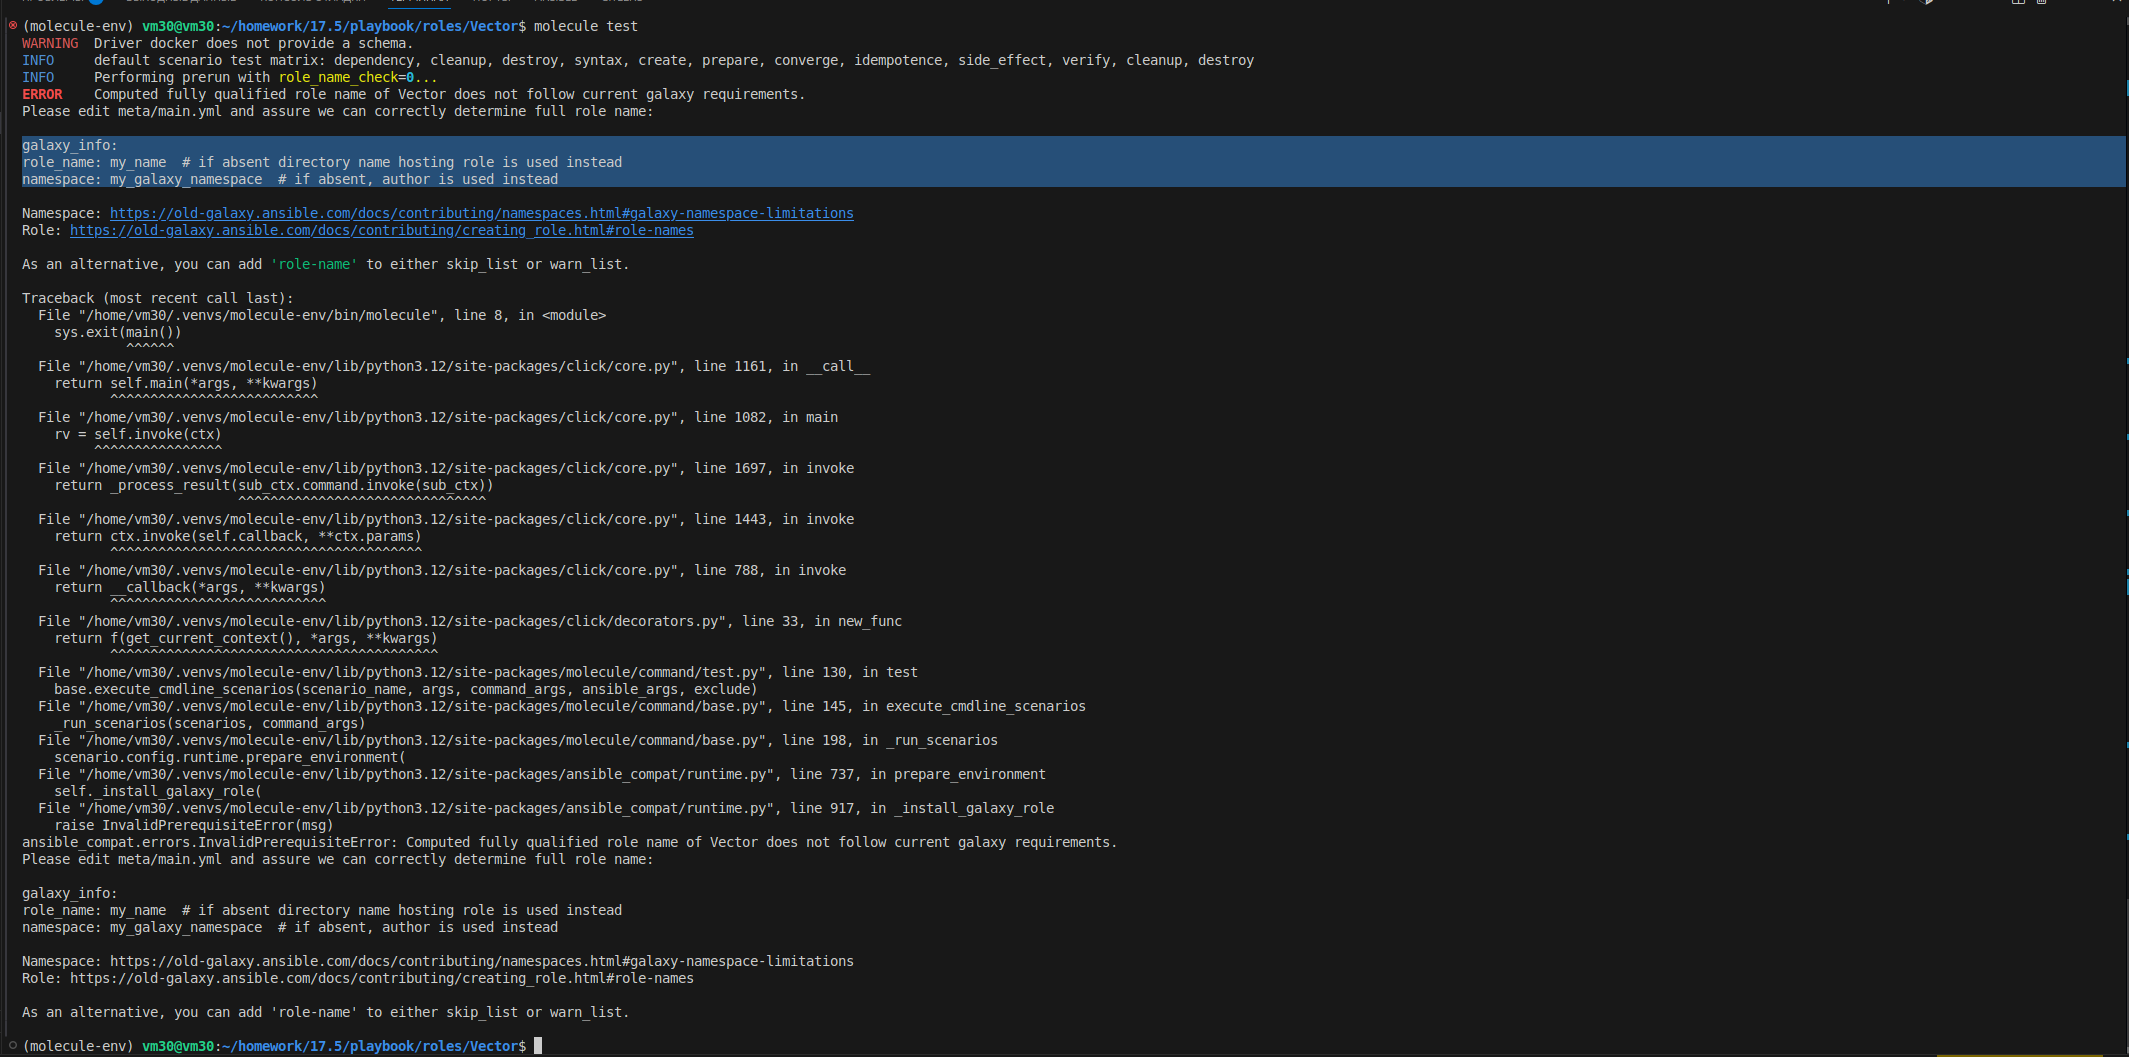 (molecule-env) vm30@vm30:~/homework/17.5/playbook/roles/Vector$ molecule test
WARNING  Driver docker does not provide a schema.
INFO     default scenario test matrix: dependency, cleanup, destroy, syntax, create, prepare, converge, idempotence, side_effect, verify, cleanup, destroy
INFO     Performing prerun with role_name_check=0...
ERROR    Computed fully qualified role name of Vector does not follow current galaxy requirements.
Please edit meta/main.yml and assure we can correctly determine full role name:

galaxy_info:
role_name: my_name  # if absent directory name hosting role is used instead
namespace: my_galaxy_namespace  # if absent, author is used instead

Namespace: https://old-galaxy.ansible.com/docs/contributing/namespaces.html#galaxy-namespace-limitations
Role: https://old-galaxy.ansible.com/docs/contributing/creating_role.html#role-names

As an alternative, you can add 'role-name' to either skip_list or warn_list.

Traceback (most recent call last):
  File "/home/vm30/.venvs/molecule-env/bin/molecule", line 8, in <module>
    sys.exit(main())
             ^^^^^^
  File "/home/vm30/.venvs/molecule-env/lib/python3.12/site-packages/click/core.py", line 1161, in __call__
    return self.main(*args, **kwargs)
           ^^^^^^^^^^^^^^^^^^^^^^^^^^
  File "/home/vm30/.venvs/molecule-env/lib/python3.12/site-packages/click/core.py", line 1082, in main
    rv = self.invoke(ctx)
         ^^^^^^^^^^^^^^^^
  File "/home/vm30/.venvs/molecule-env/lib/python3.12/site-packages/click/core.py", line 1697, in invoke
    return _process_result(sub_ctx.command.invoke(sub_ctx))
                           ^^^^^^^^^^^^^^^^^^^^^^^^^^^^^^^
  File "/home/vm30/.venvs/molecule-env/lib/python3.12/site-packages/click/core.py", line 1443, in invoke
    return ctx.invoke(self.callback, **ctx.params)
           ^^^^^^^^^^^^^^^^^^^^^^^^^^^^^^^^^^^^^^^
  File "/home/vm30/.venvs/molecule-env/lib/python3.12/site-packages/click/core.py", line 788, in invoke
    return __callback(*args, **kwargs)
           ^^^^^^^^^^^^^^^^^^^^^^^^^^^
  File "/home/vm30/.venvs/molecule-env/lib/python3.12/site-packages/click/decorators.py", line 33, in new_func
    return f(get_current_context(), *args, **kwargs)
           ^^^^^^^^^^^^^^^^^^^^^^^^^^^^^^^^^^^^^^^^^
  File "/home/vm30/.venvs/molecule-env/lib/python3.12/site-packages/molecule/command/test.py", line 130, in test
    base.execute_cmdline_scenarios(scenario_name, args, command_args, ansible_args, exclude)
  File "/home/vm30/.venvs/molecule-env/lib/python3.12/site-packages/molecule/command/base.py", line 145, in execute_cmdline_scenarios
    _run_scenarios(scenarios, command_args)
  File "/home/vm30/.venvs/molecule-env/lib/python3.12/site-packages/molecule/command/base.py", line 198, in _run_scenarios
    scenario.config.runtime.prepare_environment(
  File "/home/vm30/.venvs/molecule-env/lib/python3.12/site-packages/ansible_compat/runtime.py", line 737, in prepare_environment
    self._install_galaxy_role(
  File "/home/vm30/.venvs/molecule-env/lib/python3.12/site-packages/ansible_compat/runtime.py", line 917, in _install_galaxy_role
    raise InvalidPrerequisiteError(msg)
ansible_compat.errors.InvalidPrerequisiteError: Computed fully qualified role name of Vector does not follow current galaxy requirements.
Please edit meta/main.yml and assure we can correctly determine full role name:

galaxy_info:
role_name: my_name  # if absent directory name hosting role is used instead
namespace: my_galaxy_namespace  # if absent, author is used instead

Namespace: https://old-galaxy.ansible.com/docs/contributing/namespaces.html#galaxy-namespace-limitations
Role: https://old-galaxy.ansible.com/docs/contributing/creating_role.html#role-names

As an alternative, you can add 'role-name' to either skip_list or warn_list.

(molecule-env) vm30@vm30:~/homework/17.5/playbook/roles/Vector$